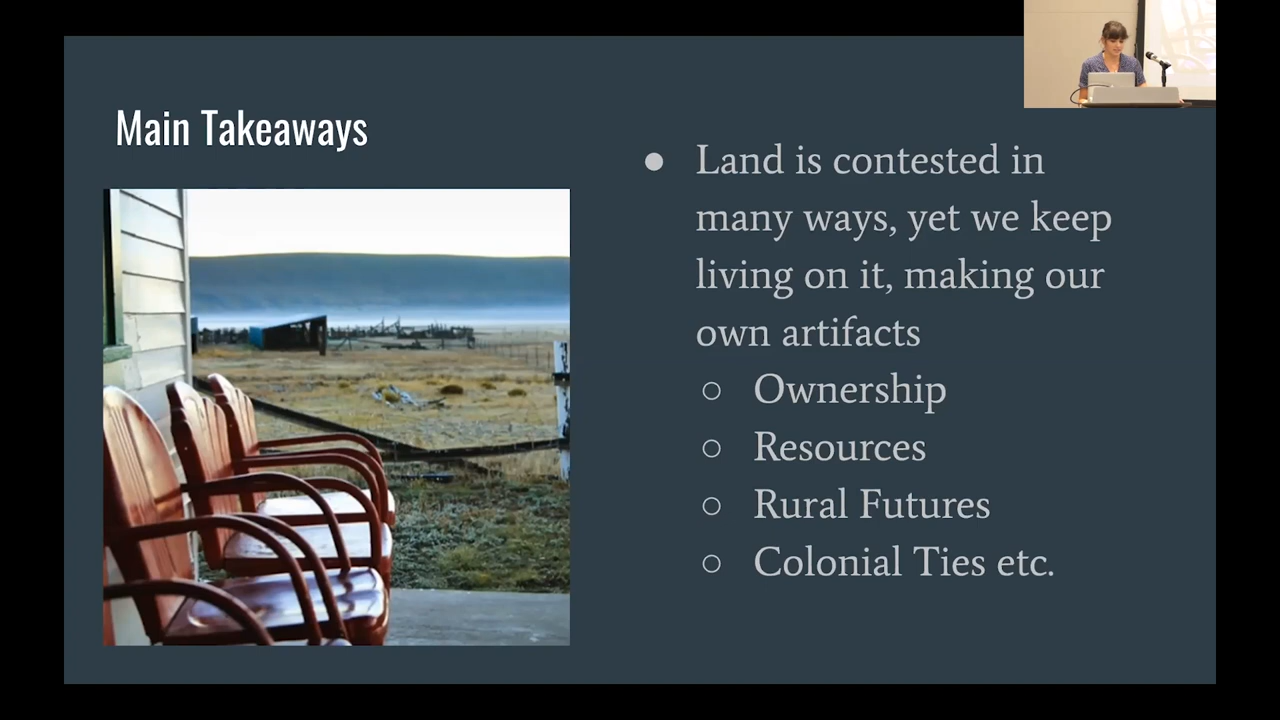 Main Takeaways
● Land is contested in
many ways, yet we keep
living on it, making our
own artifacts
○ Ownership
○ Resources
○ Rural Futures
○ Colonial Ties etc.